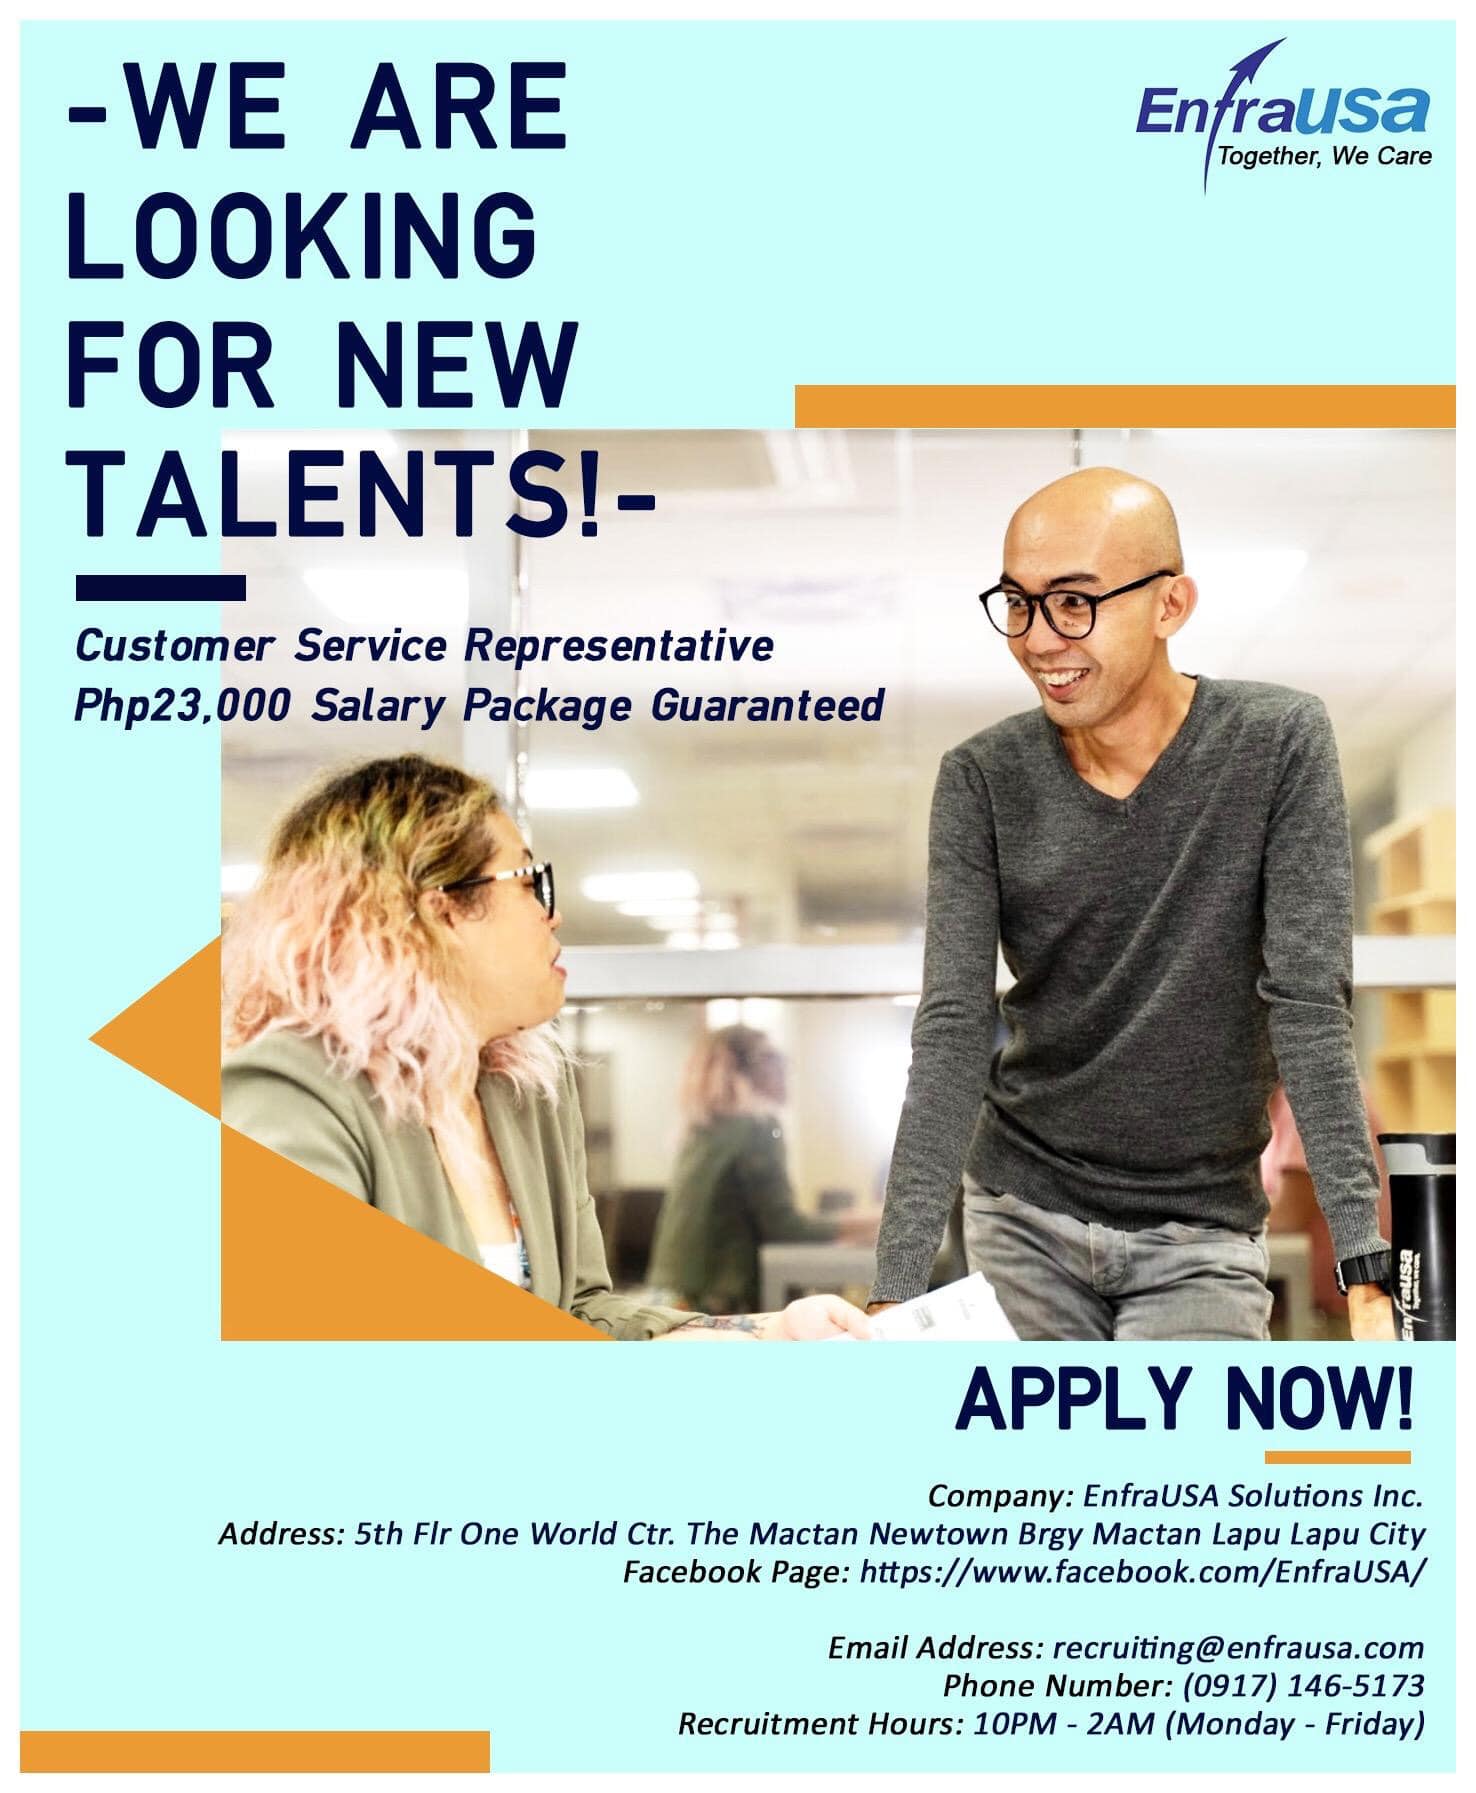 -WE ARE
LOOKING
FOR NEW
TALENTS!-
EnfraUSA
Together, We Care
Customer Service Representative
Php23,000 Salary Package Guaranteed
EnfraUSA
Together, We Care
APPLY NOW!
Company: EnfraUSA Solutions Inc.
Address: 5th Flr One World Ctr. The Mactan Newtown Brgy Mactan Lapu Lapu City
Facebook Page: https://www.facebook.com/EnfraUSA/
Email Address: recruiting@enfrausa.com
Phone Number: (0917) 146-5173
Recruitment Hours: 10PM - 2AM (Monday - Friday)